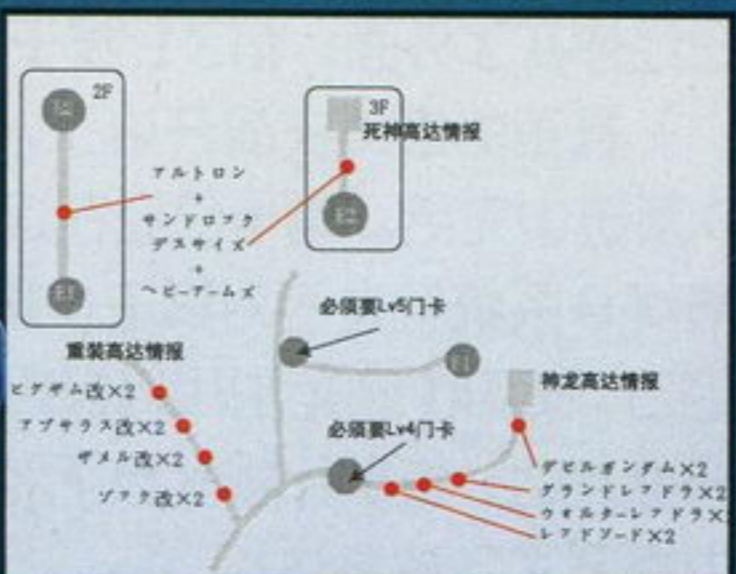 2F
3F
死神高达情报
アルトロン
+
サンドロック
デスサイズ
+
ヘビーアームズ
必须要Lv5门卡
重装高达情报
E1
神龙高达情报
ビグザム改×2
アプサラス改×2
ザメル改×2
ゾック改×2
必须要Lv4门卡
デビルガンダム×2
グランドレッドラ×2
ウォルターレッドラ×
レッドソード×2